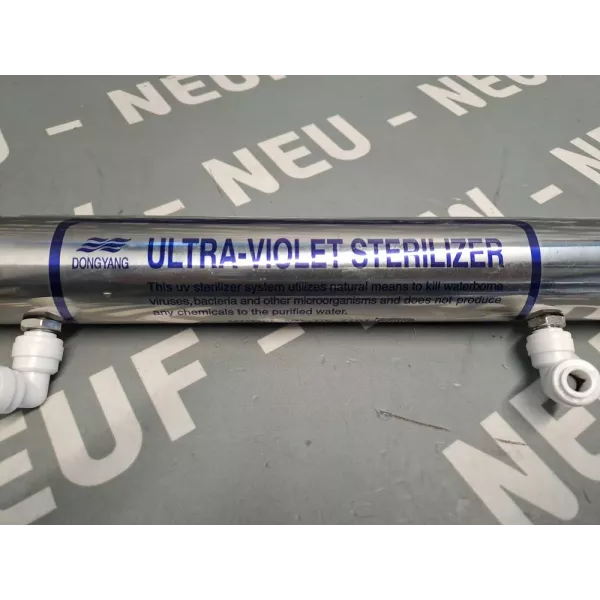 NEUF - NEU - NEW -
DONGYANG
ULTRA-VIOLET STERILIZER
This uv sterilizer system utilizes natural means to kill waterborne
Viruses, bacteria and other microorganisms and does not produce
any chemicals to the purified water.
NEUF - NEU